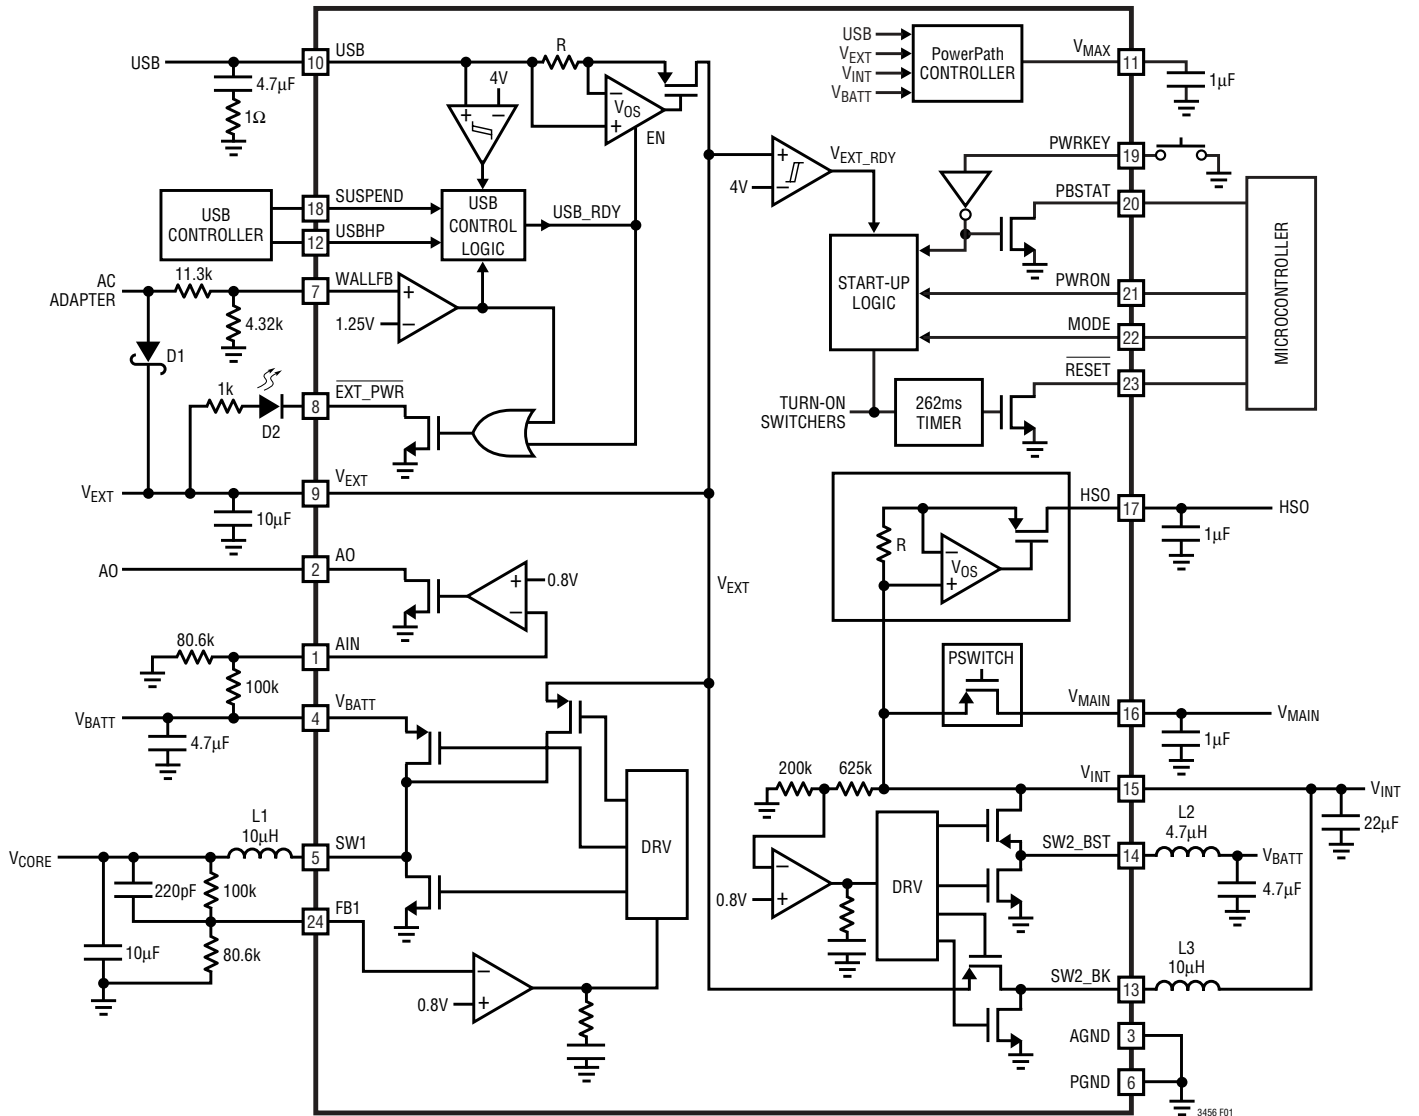 USB
10
USB
4.7µF
1Ω
R
4V
+
−
−
VOS
+
EN
USB
VEXT
VINT
VBATT
PowerPath
CONTROLLER
VMAX
11
1µF
USB
CONTROLLER
18
SUSPEND
12
USBHP
USB
CONTROL
LOGIC
USB_RDY
+
4V
−
VEXT_RDY
PWRKEY
19
PBSTAT
20
START-UP
LOGIC
PWRON
21
MODE
22
RESET
23
MICROCONTROLLER
AC
ADAPTER
11.3k
7
WALLFB
4.32k
+
1.25V
−
D1
1k
D2
8
EXT_PWR
TURN-ON
SWITCHERS
262ms
TIMER
VEXT
9
VEXT
10µF
HSO
17
HSO
1µF
R
−
VOS
+
AO
2
AO
+
0.8V
−
VEXT
80.6k
1
AIN
100k
VBATT
4
VBATT
4.7µF
PSWITCH
VMAIN
16
VMAIN
1µF
200k
625k
VINT
15
VINT
22µF
L1
10µH
VCORE
5
SW1
DRV
220pF
100k
24
FB1
10µF
80.6k
−
0.8V
+
−
0.8V
+
DRV
SW2_BST
14
L2
4.7µH
VBATT
4.7µF
SW2_BK
13
L3
10µH
AGND
3
PGND
6
3456 F01